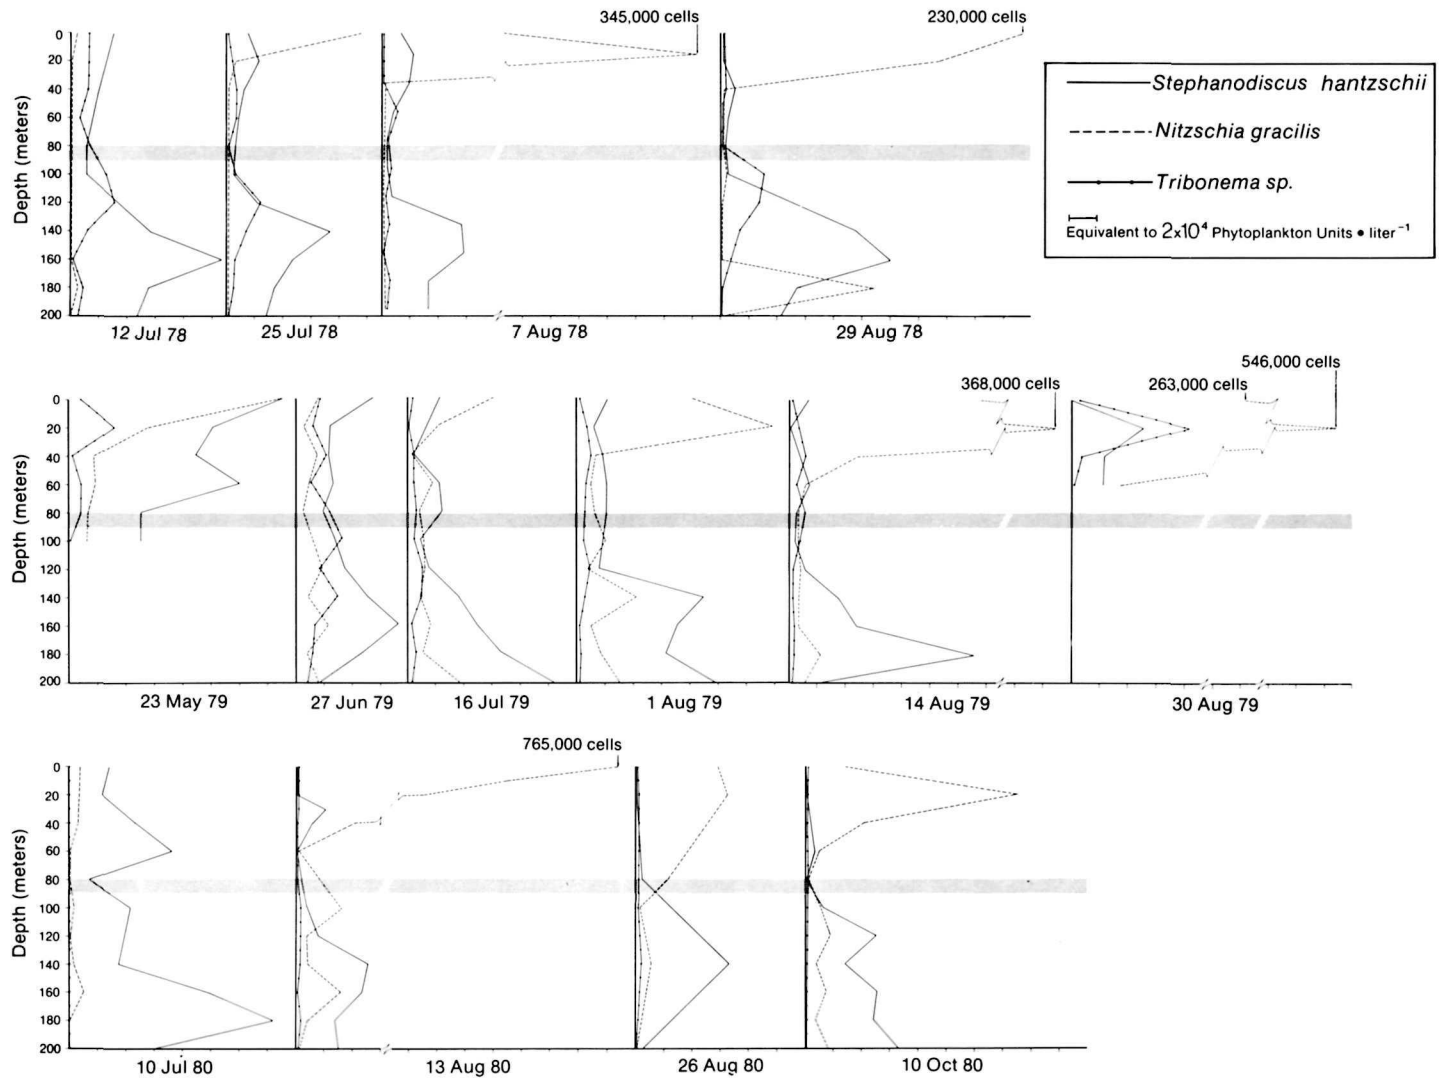 345,000 cells
230,000 cells
0
20
40
60
80
100
120
140
160
180
200
Depth (meters)
12 Jul 78
25 Jul 78
7 Aug 78
29 Aug 78
Stephanodiscus hantzschii
Nitzschia gracilis
Tribonema sp.
Equivalent to 2x10⁴ Phytoplankton Units • liter⁻¹
546,000 cells
368,000 cells
263,000 cells
0
20
40
60
80
100
120
140
160
180
200
Depth (meters)
23 May 79
27 Jun 79
16 Jul 79
1 Aug 79
14 Aug 79
30 Aug 79
765,000 cells
0
20
40
60
80
100
120
140
160
180
200
Depth (meters)
10 Jul 80
13 Aug 80
26 Aug 80
10 Oct 80